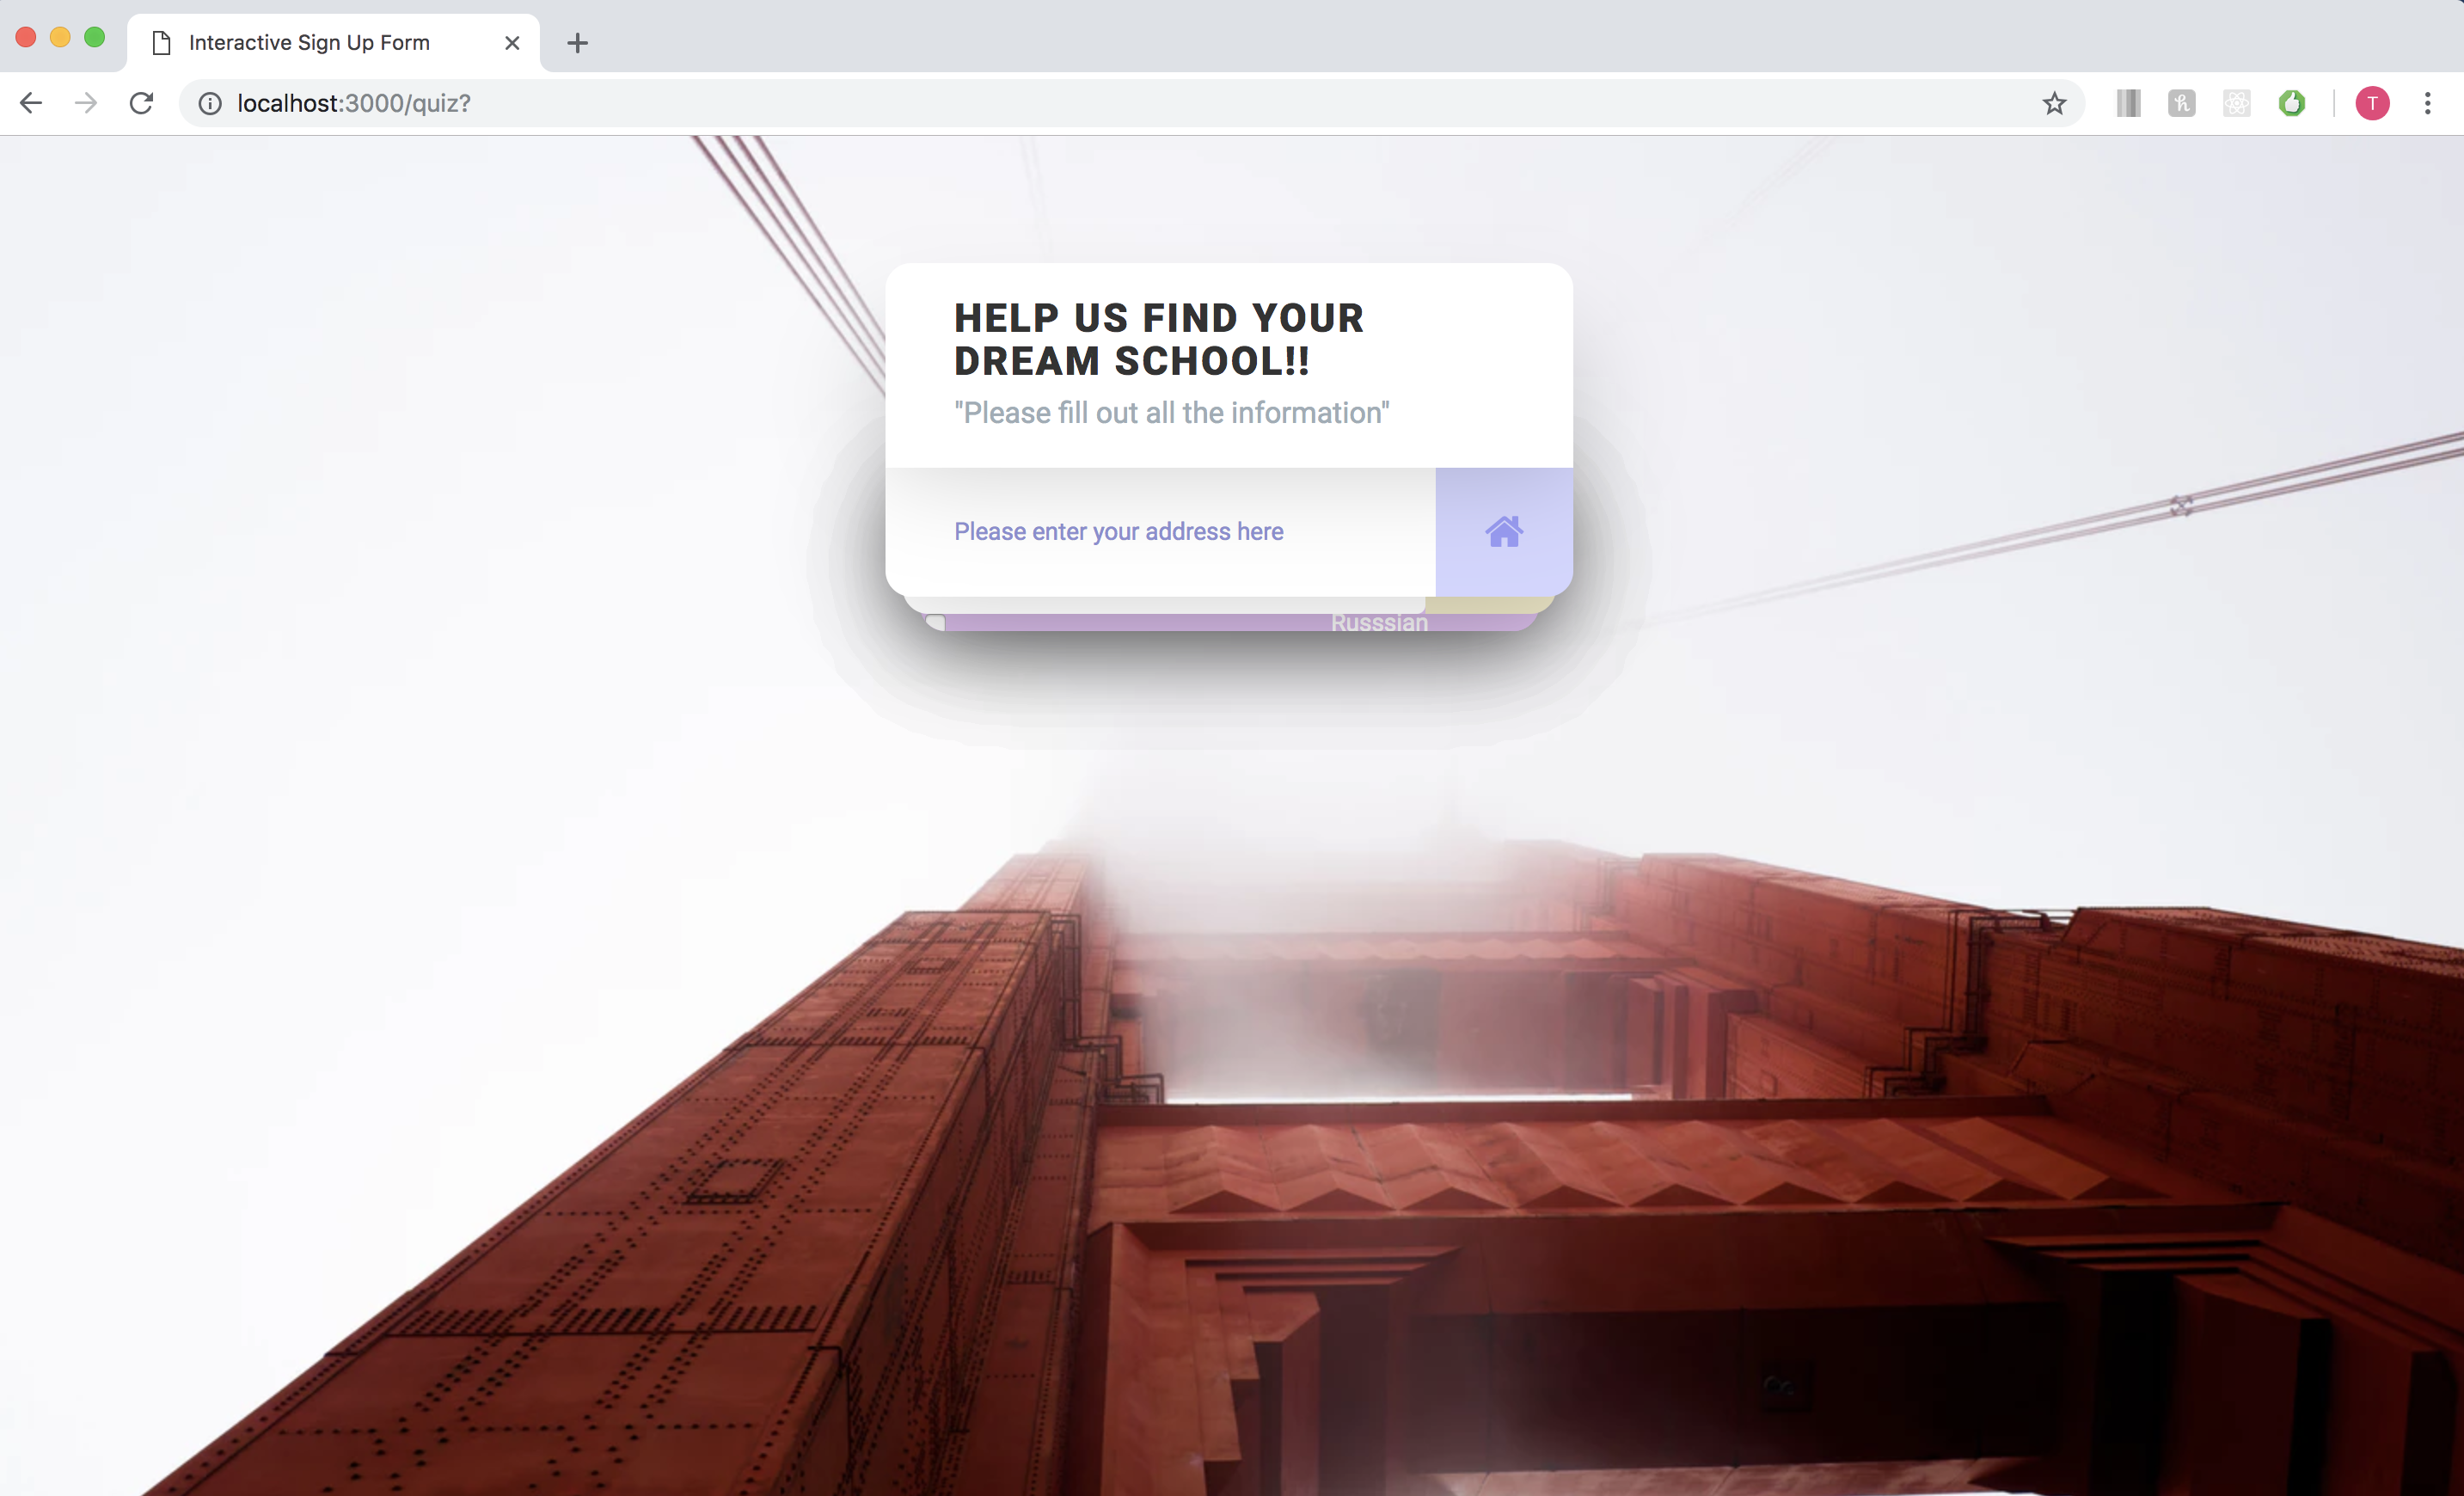 Interactive Sign Up Form
localhost:3000/quiz?
T
HELP US FIND YOUR
DREAM SCHOOL!!
"Please fill out all the information"
Please enter your address here
Russsian